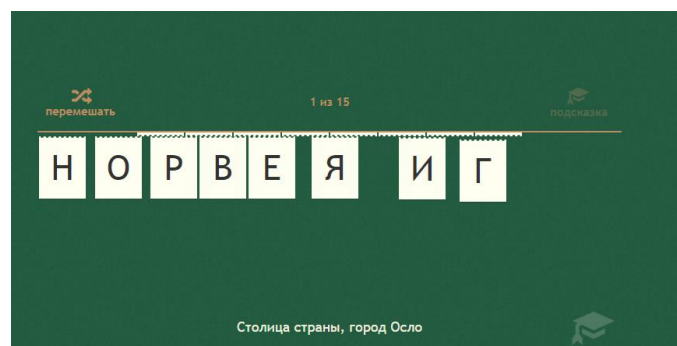 перемешать
1 из 15
подсказка
Н О Р В Е Я И Г
Столица страны, город Осло